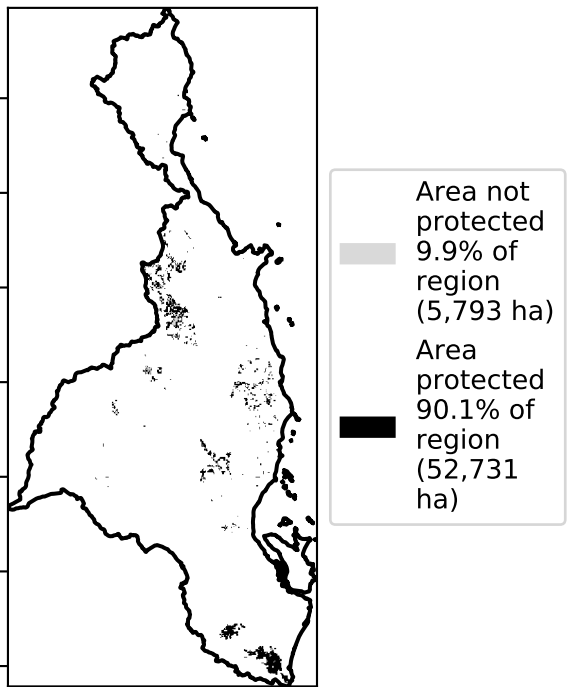 Area not
protected
9.9% of
region
(5,793 ha)
Area
protected
90.1% of
region
(52,731
ha)